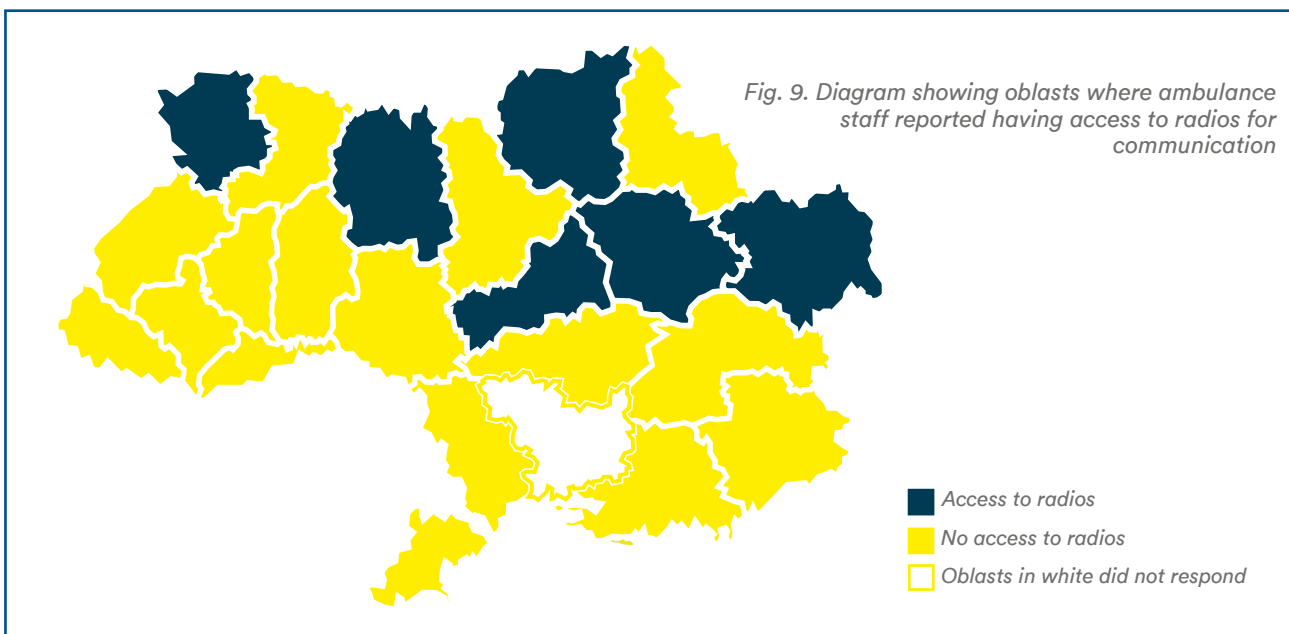 Fig. 9. Diagram showing oblasts where ambulance
staff reported having access to radios for
communication
Access to radios
No access to radios
Oblasts in white did not respond